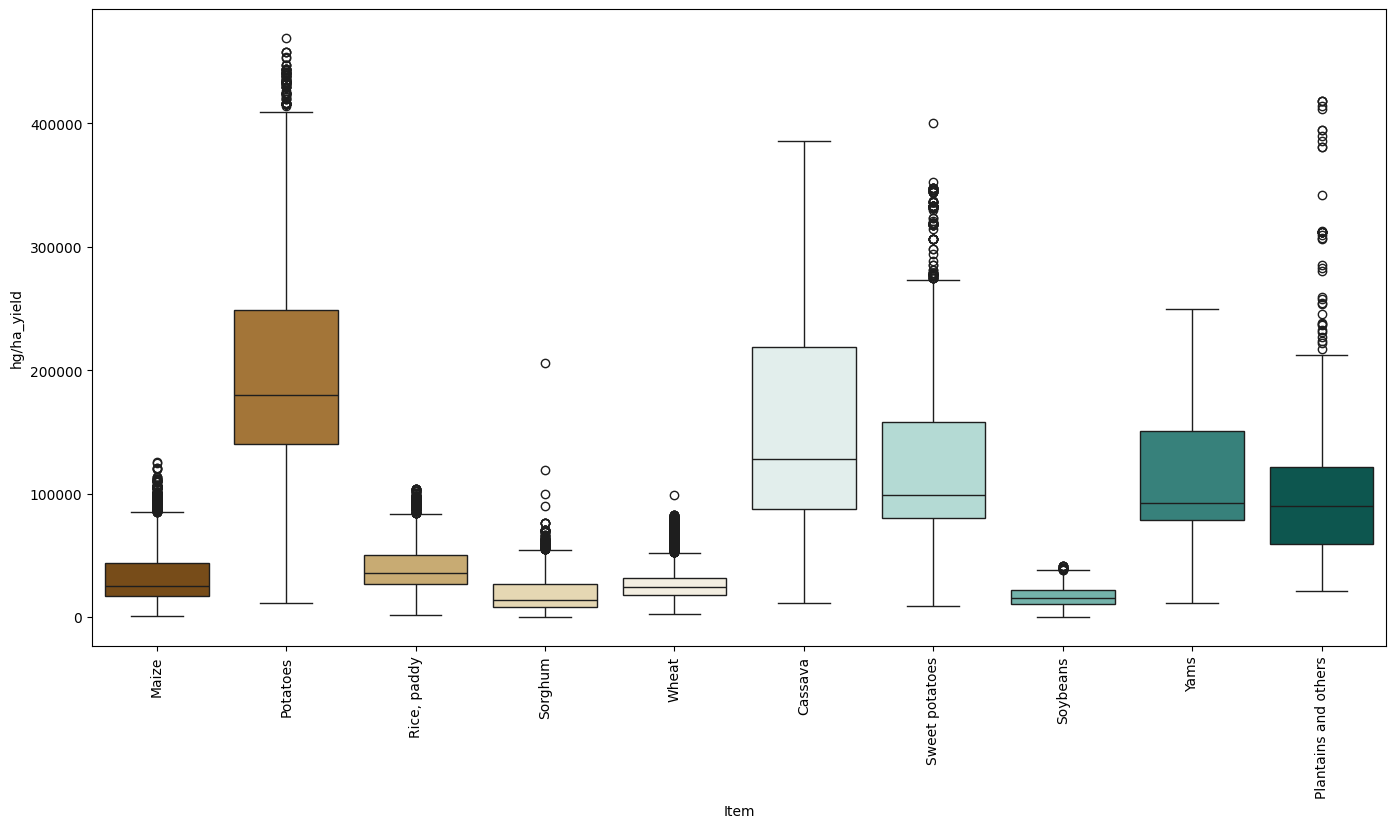 hg/ha_yield
400000
300000
200000
100000
0
Maize
Potatoes
Rice, paddy
Sorghum
Wheat
Cassava
Sweet potatoes
Soybeans
Yams
Plantains and others
Item